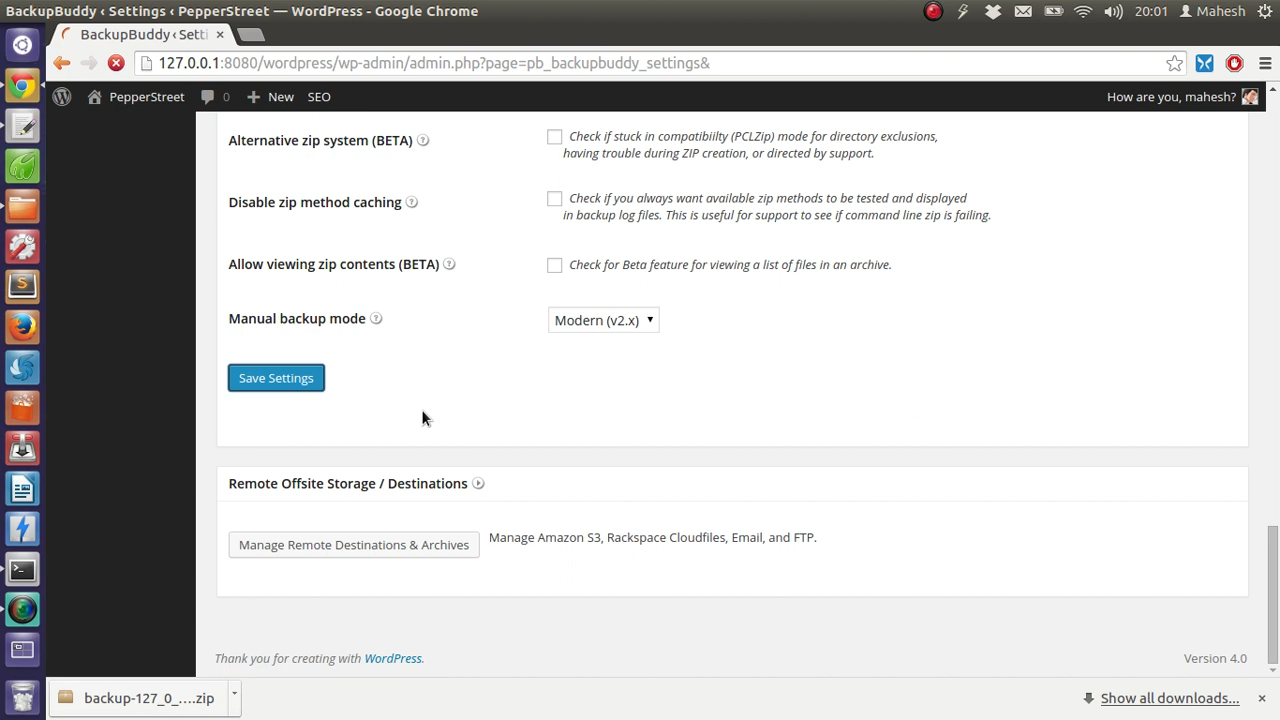 BackupBuddy ‹ Settings ‹ PepperStreet — WordPress - Google Chrome
20:01
Mahesh
BackupBuddy ‹ Setti
127.0.0.1:8080/wordpress/wp-admin/admin.php?page=pb_backupbuddy_settings&
PepperStreet
0
New
SEO
How are you, mahesh?
Alternative zip system (BETA)
Check if stuck in compatibiilty (PCLZip) mode for directory exclusions,
having trouble during ZIP creation, or directed by support.
Disable zip method caching
Check if you always want available zip methods to be tested and displayed
in backup log files. This is useful for support to see if command line zip is failing.
Allow viewing zip contents (BETA)
Check for Beta feature for viewing a list of files in an archive.
Manual backup mode
Modern (v2.x)
Save Settings
Remote Offsite Storage / Destinations
Manage Remote Destinations & Archives
Manage Amazon S3, Rackspace Cloudfiles, Email, and FTP.
Thank you for creating with WordPress.
Version 4.0
backup-127_0_....zip
Show all downloads...